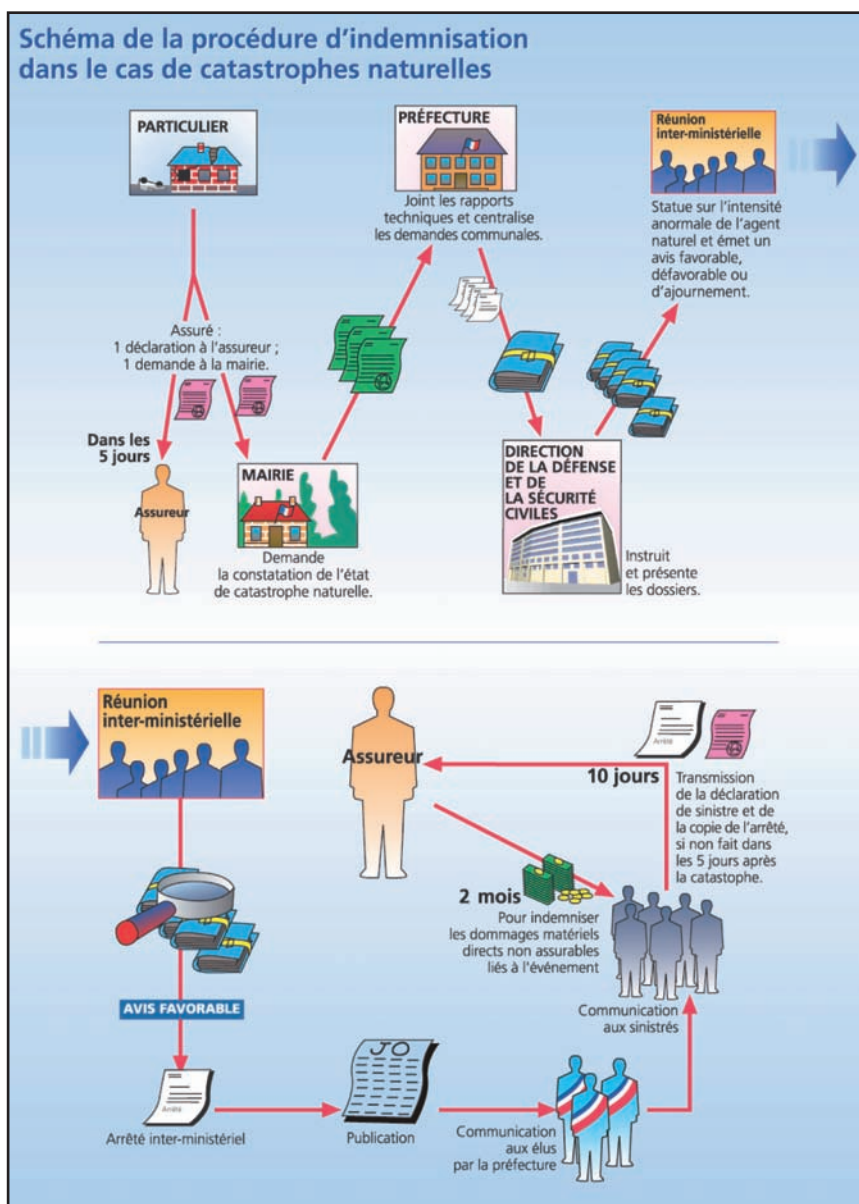 Schéma de la procédure d'indemnisation
dans le cas de catastrophes naturelles
PARTICULIER
Assuré :
1 déclaration à l'assureur ;
1 demande à la mairie.
Dans les
5 jours
Assureur
MAIRIE
Demande
la constatation de l'état
de catastrophe naturelle.
PRÉFECTURE
Joint les rapports
techniques et centralise
les demandes communales.
DIRECTION
DE LA DÉFENSE
ET DE
LA SÉCURITÉ
CIVILES
Instruit
et présente
les dossiers.
Réunion
inter-ministérielle
Statue sur l'intensité
anormale de l'agent
naturel et émet un
avis favorable,
défavorable ou
d'ajournement.
Réunion
inter-ministérielle
AVIS FAVORABLE
Arrêté
Arrêté inter-ministériel
JO
Publication
Communication
aux élus
par la préfecture
Communication
aux sinistrés
Arrêté
10 jours
Transmission
de la déclaration
de sinistre et de
la copie de l'arrêté,
si non fait dans
les 5 jours après
la catastophe.
Assureur
2 mois
Pour indemniser
les dommages matériels
directs non assurables
liés à l'événement